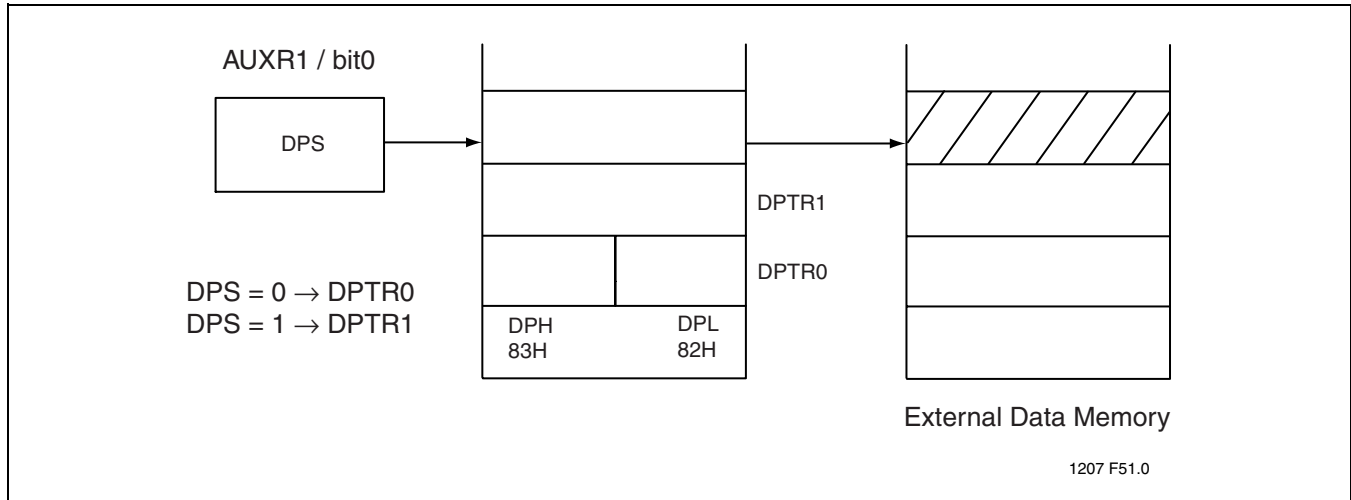 AUXR1 / bit0
DPS
DPTR1
DPTR0
DPS = 0 → DPTR0
DPS = 1 → DPTR1
DPH
83H
DPL
82H
External Data Memory
1207 F51.0